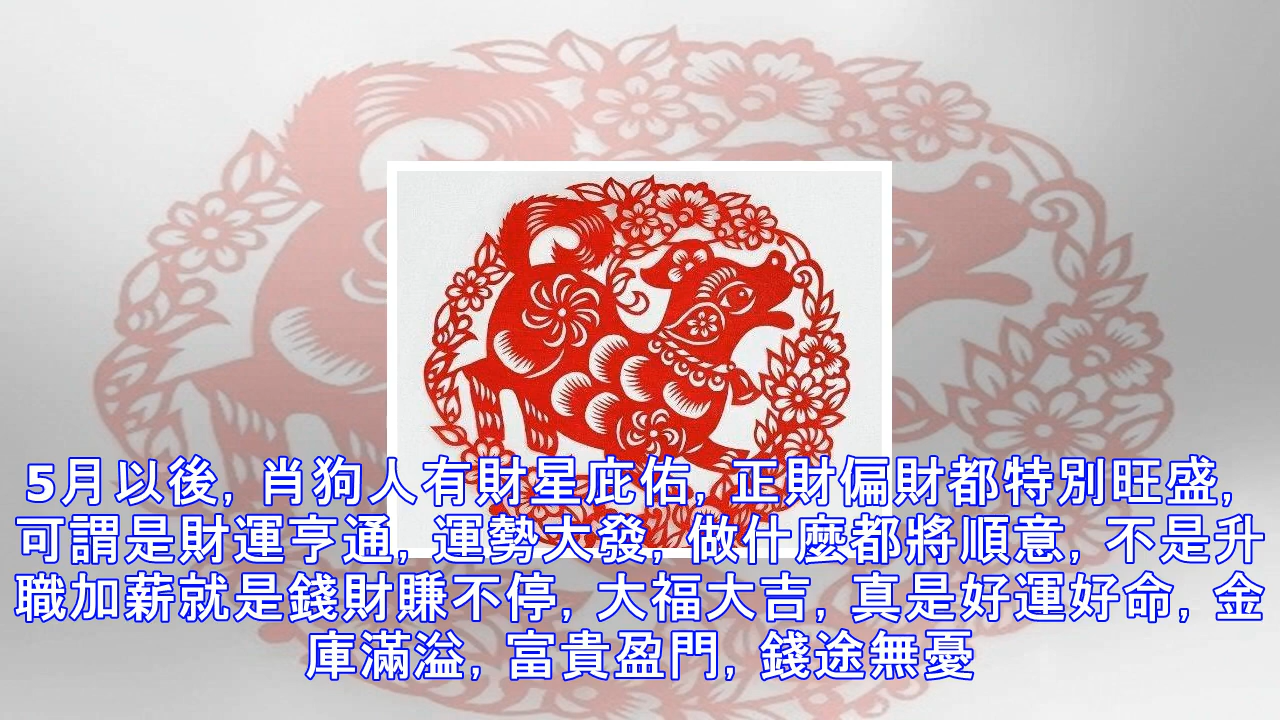 5月以後, 肖狗人有財星庇佑, 正財偏財都特別旺盛,
可謂是財運亨通, 運勢大發, 做什麼都將順意, 不是升
職加薪就是錢財賺不停, 大福大吉, 真是好運好命, 金
庫滿溢, 富貴盈門, 錢途無憂